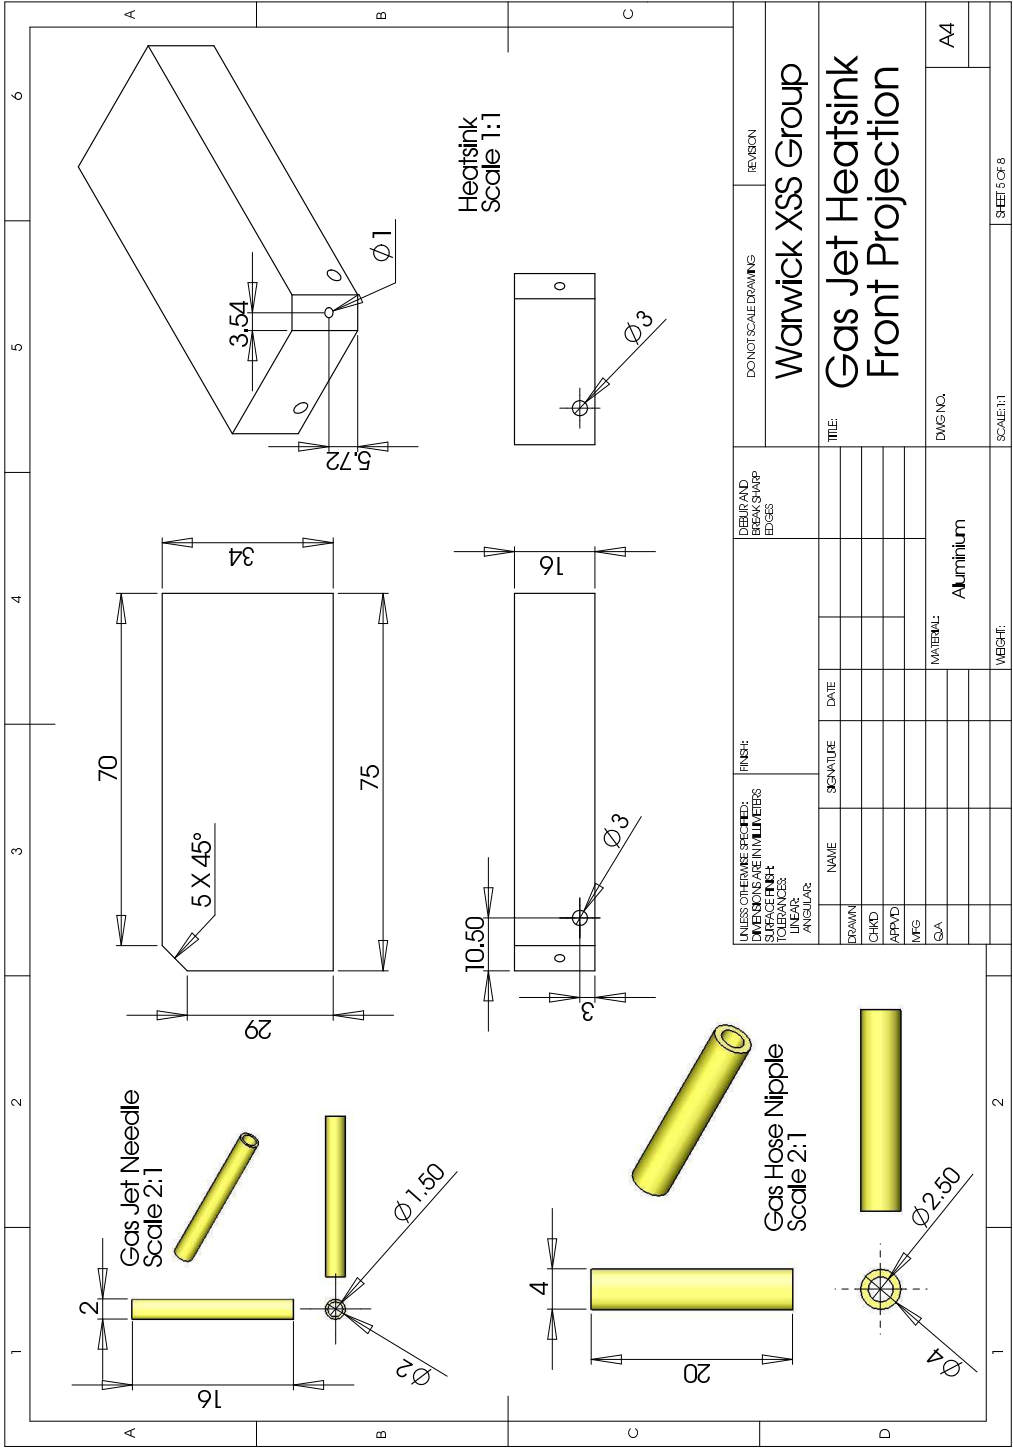 A
B
C
6
5
4
3
2
1
A
B
C
D
2
1
Gas Jet Needle
Scale 2:1
2
16
Ø1.50
Ø2
5 X 45°
70
75
34
29
3.54
Ø1
5.72
Heatsink
Scale 1:1
10.50
Ø3
16
3
Ø3
Gas Hose Nipple
Scale 2:1
4
20
Ø2.50
Ø4
UNLESS OTHERWISE SPECIFIED:
DIMENSIONS ARE IN MILLIMETERS
SURFACE FINISH:
TOLERANCES:
LINEAR:
ANGULAR:
FINISH:
DEBUR AND
BREAK SHARP
EDGES
DO NOT SCALE DRAWING
REVISION
Warwick XSS Group
NAME
SIGNATURE
DATE
DRAWN
CHK'D
APPV'D
MFG
Q.A
TITLE:
Gas Jet Heatsink
Front Projection
MATERIAL:
Aluminium
DWG NO.
A4
WEIGHT:
SCALE:1:1
SHEET 5 OF 8